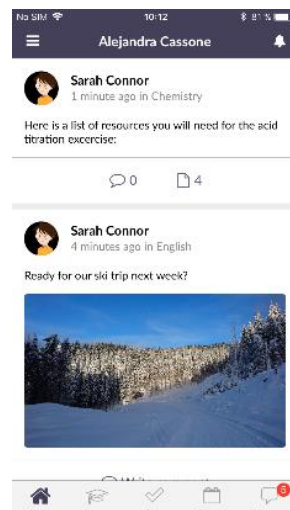 No SIM 10:12 81 %
Alejandra Cassone
Sarah Connor
1 minute ago in Chemistry
Here is a list of resources you will need for the acid
titration excercise:
0 4
Sarah Connor
4 minutes ago in English
Ready for our ski trip next week?